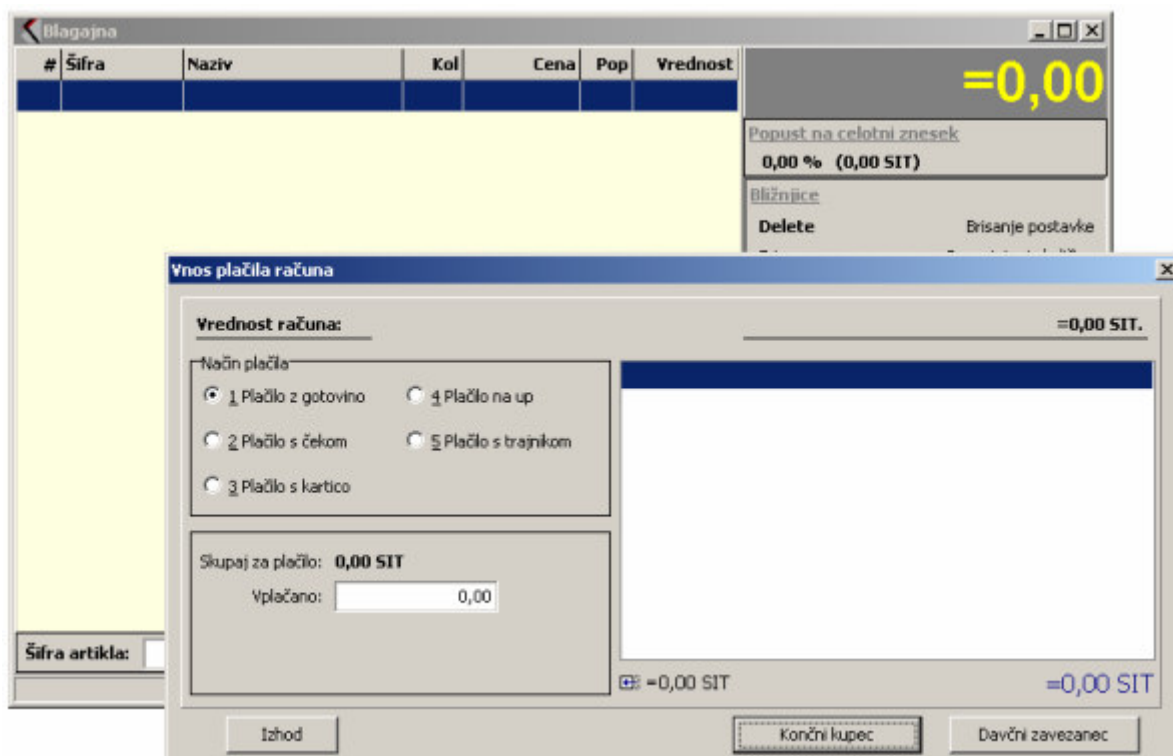 Blagajna
# Šifra Naziv Kol Cena Pop Vrednost
=0,00
Popust na celotni znesek
0,00 % (0,00 SIT)
Bližnjice
Delete Brisanje postavke
Vnos plačila računa
Vrednost računa: =0,00 SIT.
Način plačila
1 Plačilo z gotovino 4 Plačilo na up
2 Plačilo s čekom 5 Plačilo s trajnikom
3 Plačilo s kartico
Skupaj za plačilo: 0,00 SIT
Vplačano: 0,00
Šifra artikla:
=0,00 SIT =0,00 SIT
Izhod Končni kupec Davčni zavezanec